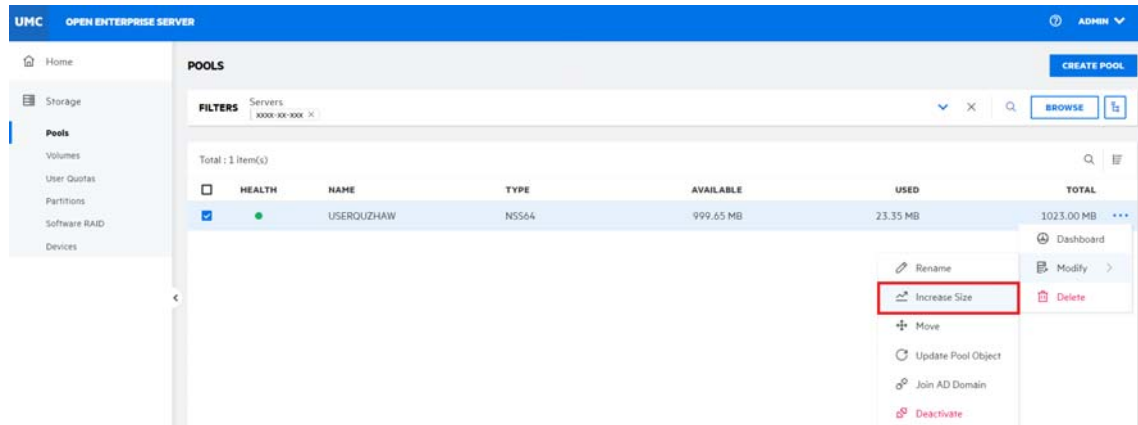 UMC OPEN ENTERPRISE SERVER ADMIN
Home
POOLS CREATE POOL
Storage
FILTERS Servers
xxxx-xx-xxx BROWSE
Pools
Volumes
Total : 1 item(s)
User Quotas
HEALTH NAME TYPE AVAILABLE USED TOTAL
Partitions
USERQUZHAW NSS64 999.65 MB 23.35 MB 1023.00 MB
Software RAID
Devices
Dashboard
Rename Modify
Increase Size Delete
Move
Update Pool Object
Join AD Domain
Deactivate